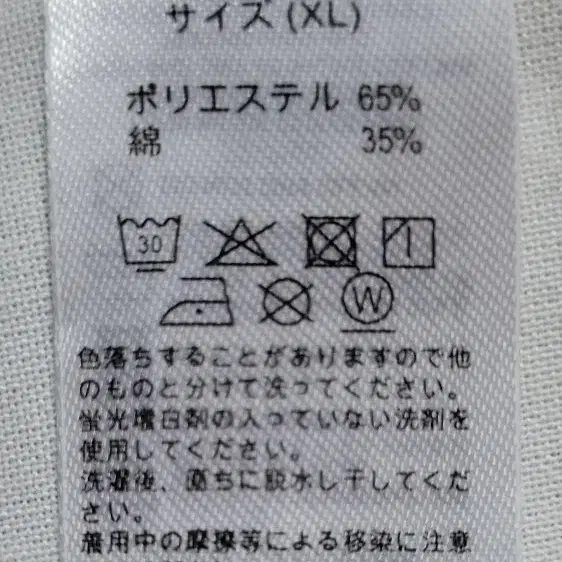 サイズ (XL)
ポリエステル 65%
綿 35%
30
W
色落ちすることがありますので他
のものと分けて洗ってください。
蛍光増白剤の入っていない洗剤を
使用してください。
洗濯後、直ちに脱水し干してくだ
さい。
着用中の摩擦等による移染に注意